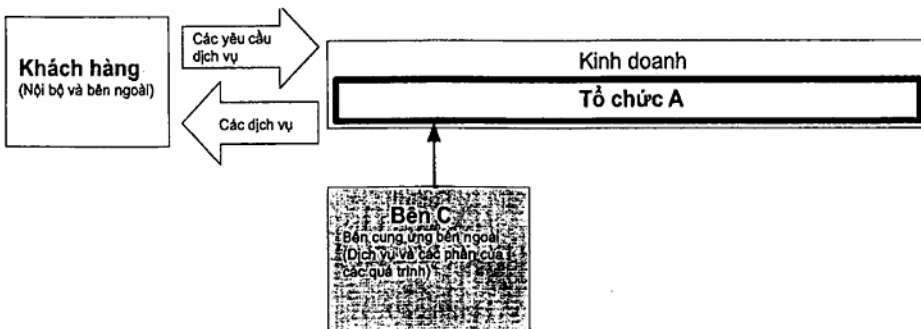 Khách hàng
(Nội bộ và bên ngoài)
Các yêu cầu
dịch vụ
Các dịch vụ
Kinh doanh
Tổ chức A
Bên C
Bên cung ứng bên ngoài
(Dịch vụ và các phần của
các quá trình)